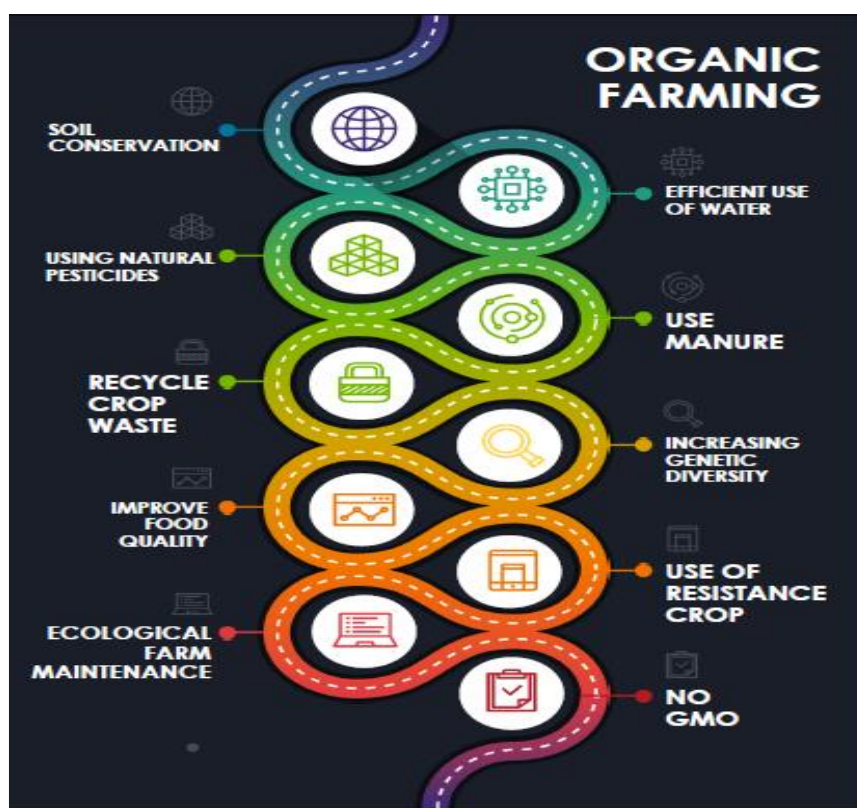 ORGANIC
FARMING
SOIL
CONSERVATION
EFFICIENT USE
OF WATER
USING NATURAL
PESTICIDES
USE
MANURE
RECYCLE
CROP
WASTE
INCREASING
GENETIC
DIVERSITY
IMPROVE
FOOD
QUALITY
USE OF
RESISTANCE
CROP
ECOLOGICAL
FARM
MAINTENANCE
NO
GMO